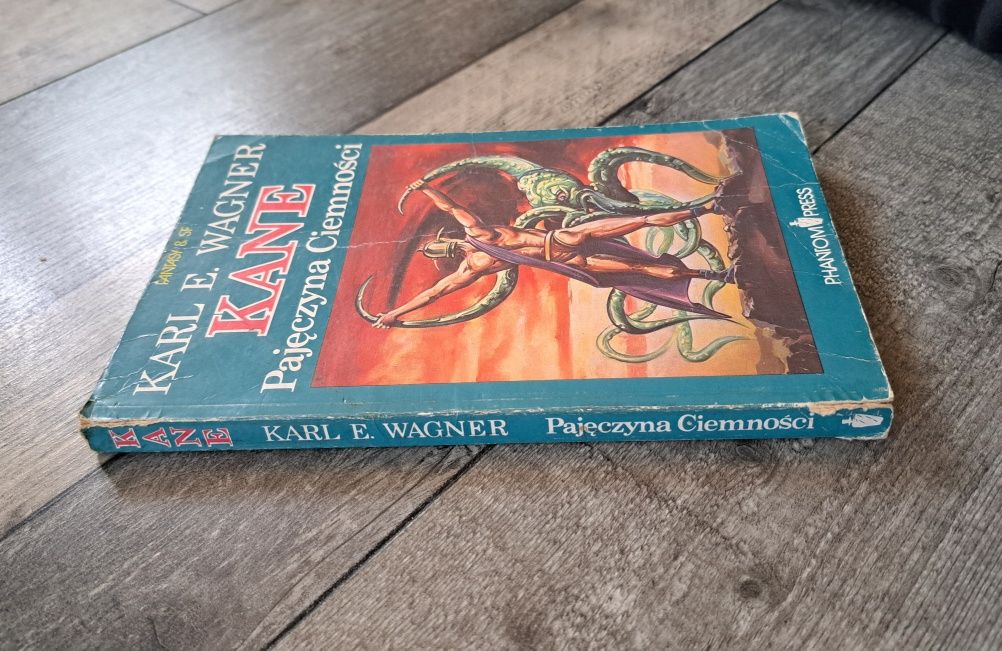 FANTASY & SF
KARL E. WAGNER
KANE
Pajęczyna Ciemności
PHANTOM PRESS
KANE KARL E. WAGNER Pajęczyna Ciemności